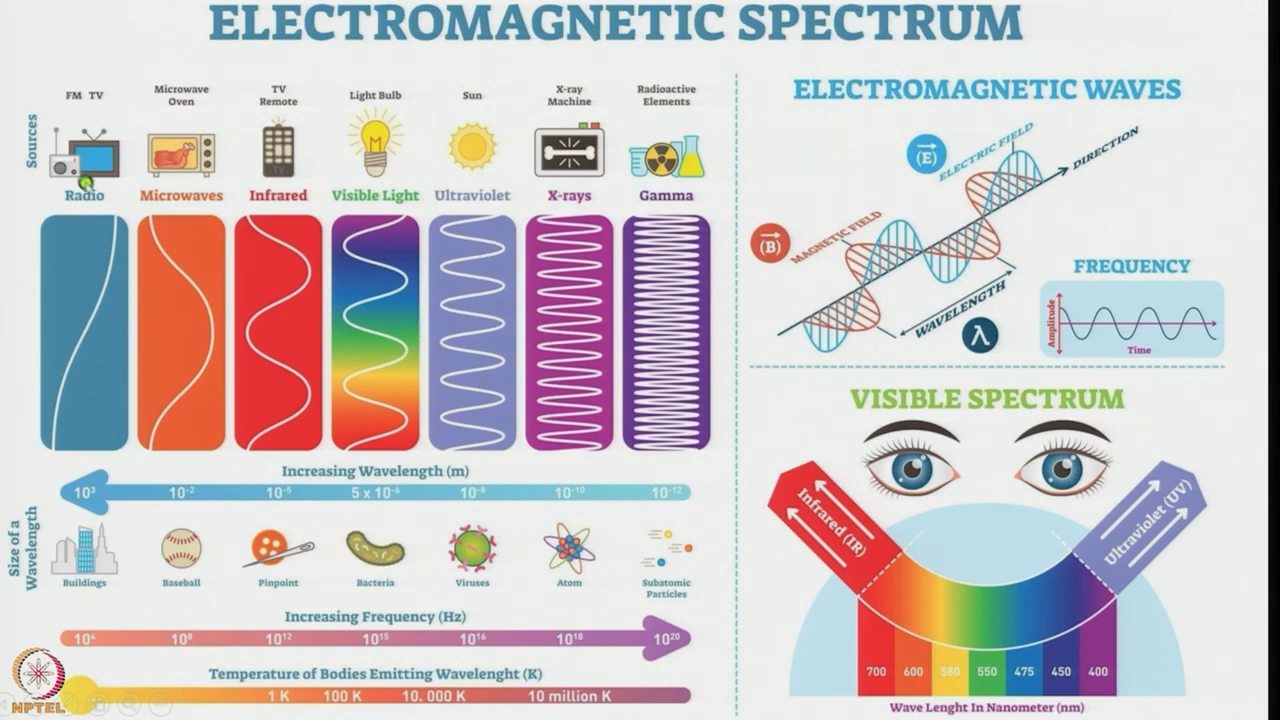 ELECTROMAGNETIC SPECTRUM
Sources
FM TV
Microwave
Oven
TV
Remote
Light Bulb
Sun
X-ray
Machine
Radioactive
Elements
TV
Radio
Microwaves
Infrared
Visible Light
Ultraviolet
X-rays
Gamma
Increasing Wavelength (m)
10³
10⁻²
10⁻⁵
5 x 10⁻⁶
10⁻⁸
10⁻¹⁰
10⁻¹²
Size of a
Wavelength
Buildings
Baseball
Pinpoint
Bacteria
Viruses
Atom
Subatomic
Particles
Increasing Frequency (Hz)
10⁴
10⁸
10¹²
10¹⁵
10¹⁶
10¹⁸
10²⁰
Temperature of Bodies Emitting Wavelenght (K)
1 K
100 K
10. 000 K
10 million K
NPTEL
ELECTROMAGNETIC WAVES
(E)
ELECTRIC FIELD
DIRECTION
(B)
MAGNETIC FIELD
WAVELENGTH
λ
FREQUENCY
Amplitude
Time
VISIBLE SPECTRUM
Infrared (IR)
Ultraviolet (UV)
700
600
580
550
475
450
400
Wave Lenght In Nanometer (nm)